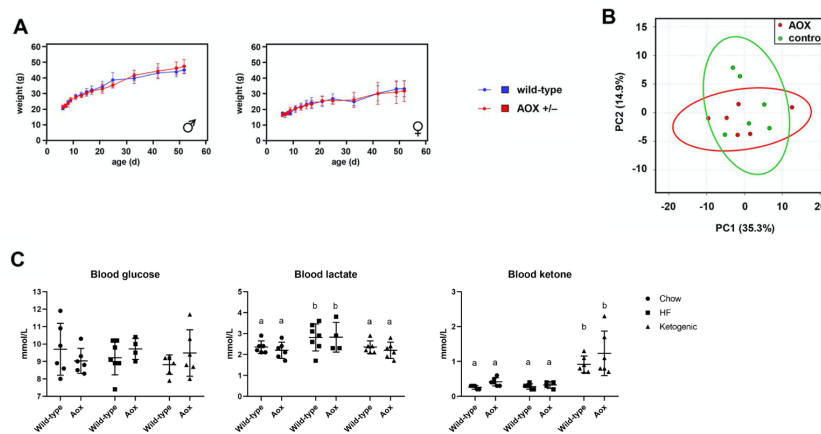 A
60
50
40
30
20
10
0
weight (g)
0 10 20 30 40 50 60
age (d)
♂
60
50
40
30
20
10
0
weight (g)
0 10 20 30 40 50 60
age (d)
♀
wild-type
AOX +/–
B
AOX
control
15
10
5
0
-5
-10
-15
PC2 (14.9%)
-20 -10 0 10 20
PC1 (35.3%)
C
Blood glucose
13
12
11
10
9
8
7
mmol/L
Wild-type Aox Wild-type Aox Wild-type Aox
Blood lactate
5
4
3
2
1
0
mmol/L
a a b b a a
Wild-type Aox Wild-type Aox Wild-type Aox
Blood ketone
3
2
1
0
mmol/L
a a a a b b
Wild-type Aox Wild-type Aox Wild-type Aox
Chow
HF
Ketogenic